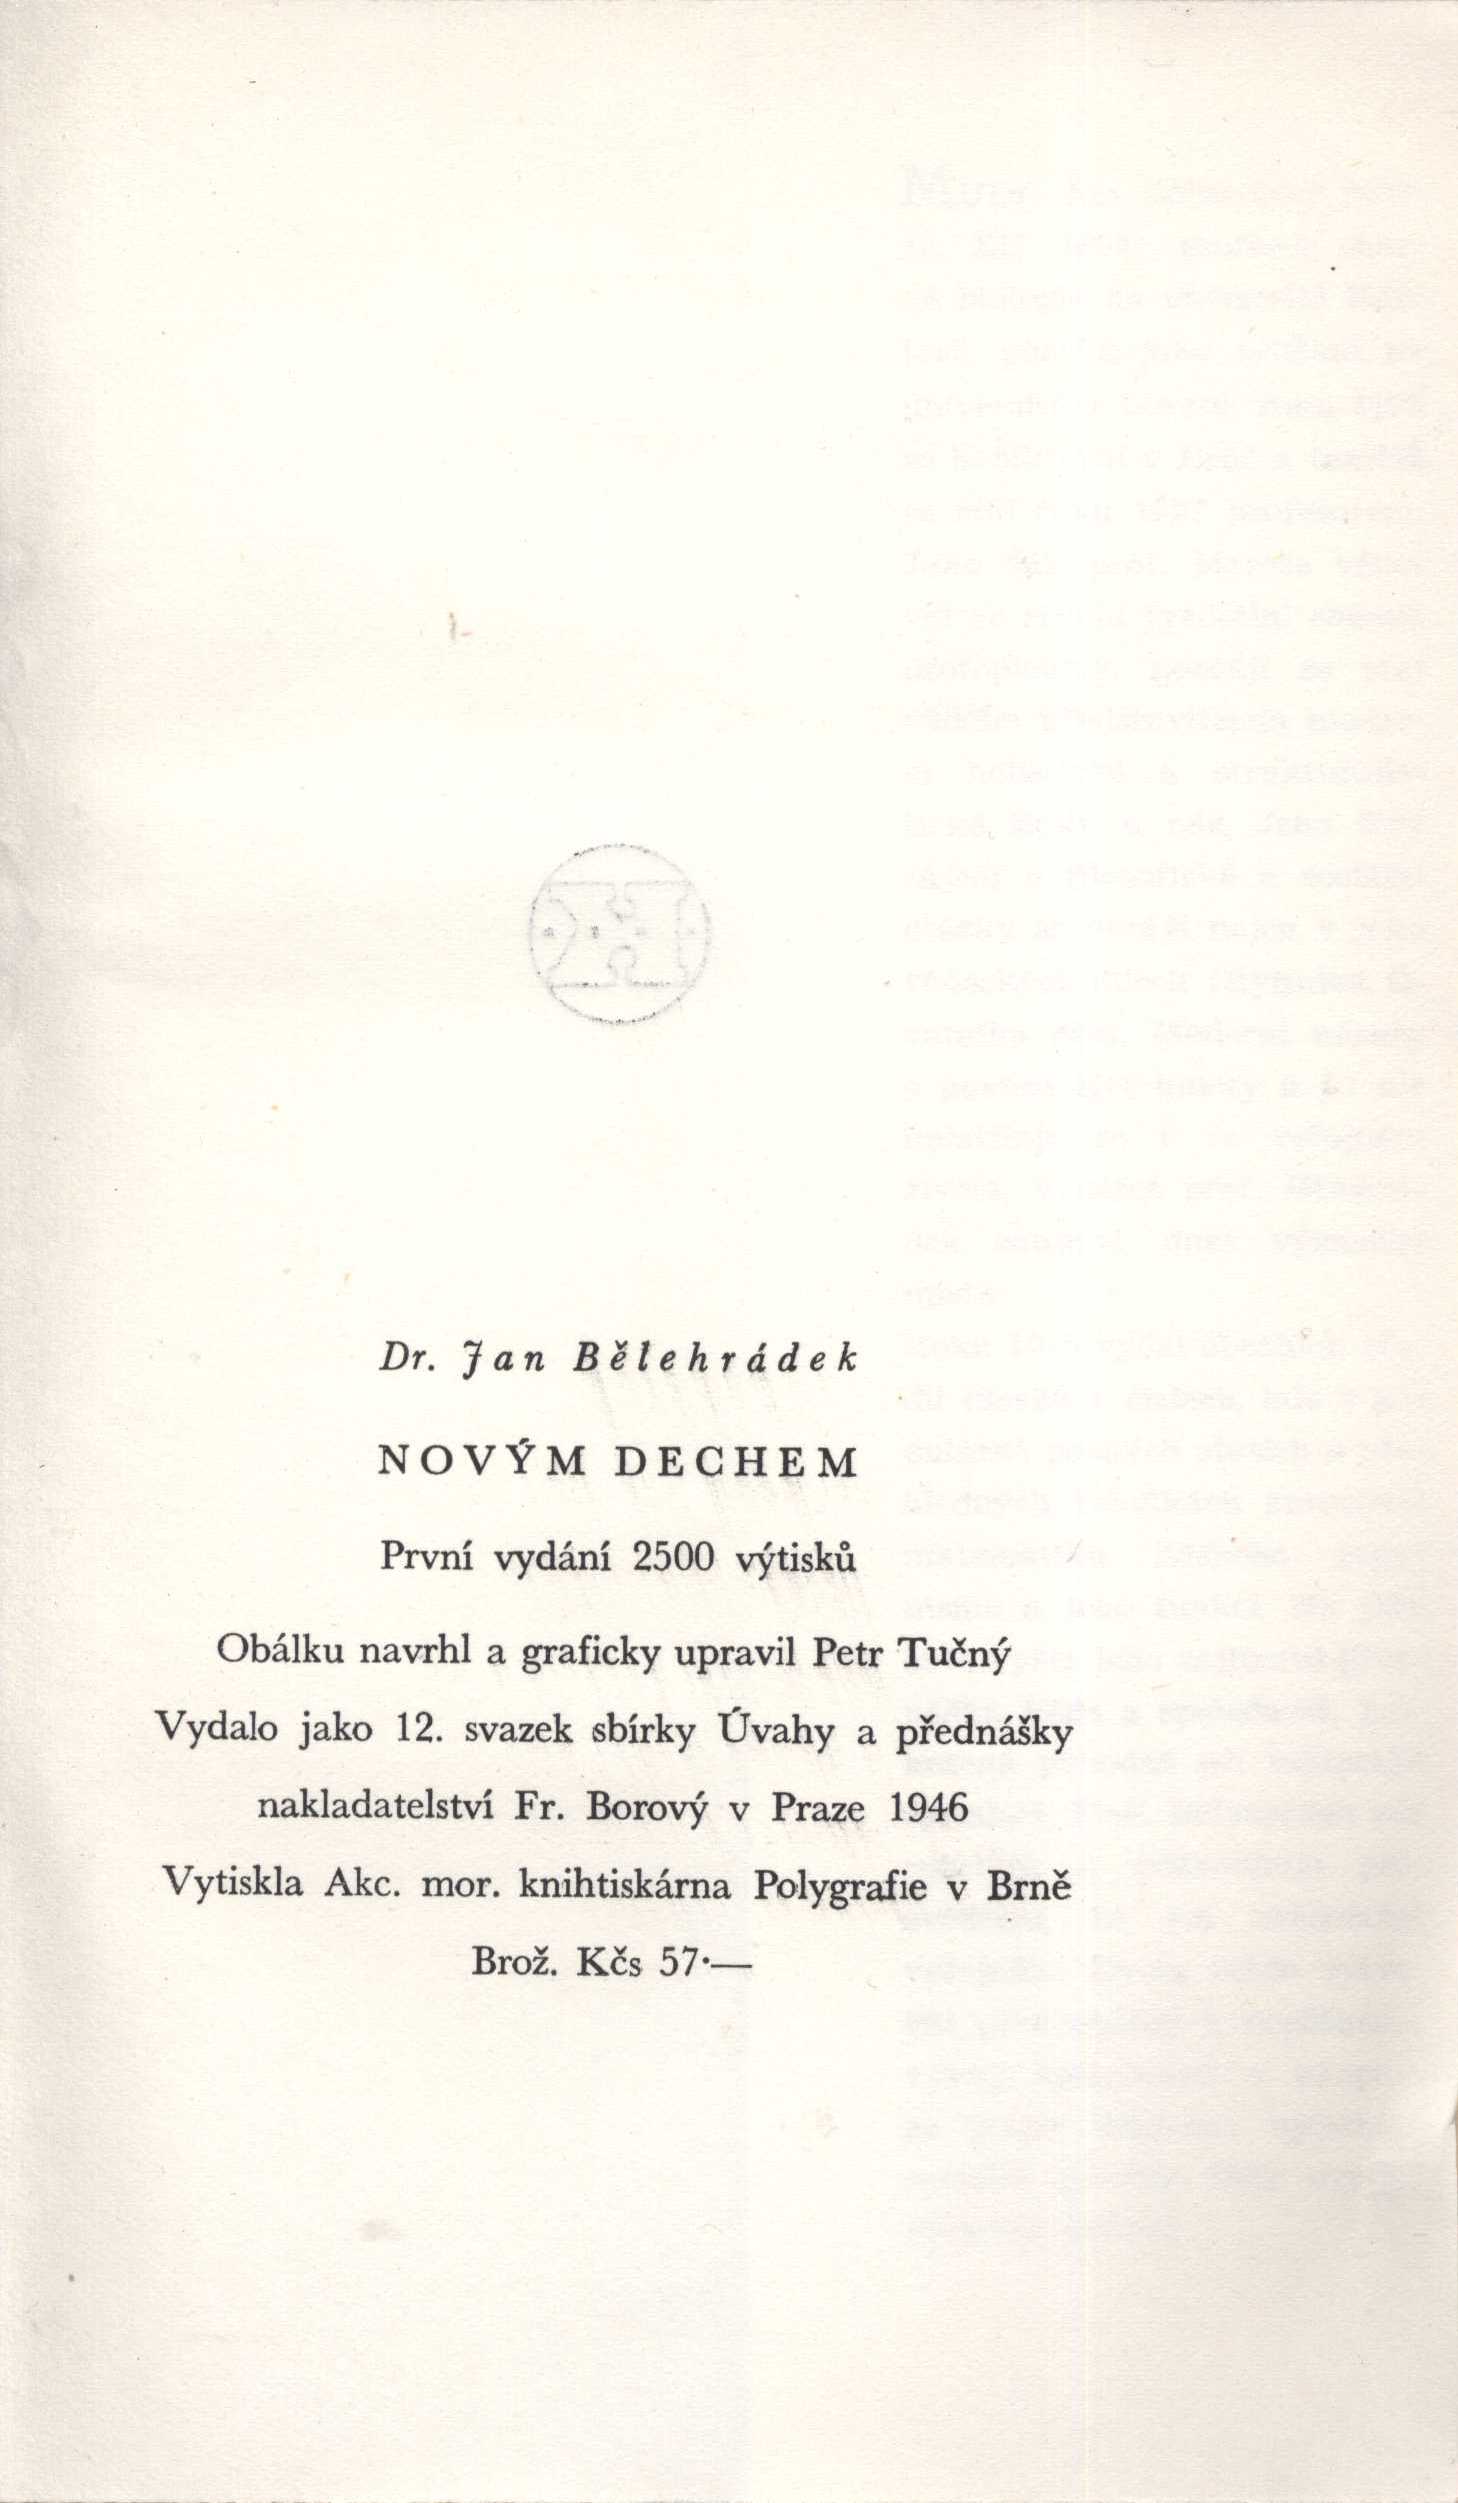 Dr. Jan Bělehrádek
NOVÝM DECHEM
První vydání 2500 výtisků
Obálku navrhl a graficky upravil Petr Tučný
Vydalo jako 12. svazek sbírky Úvahy a přednášky
nakladatelství Fr. Borový v Praze 1946
Vytiskla Akc. mor. knihtiskárna Polygrafie v Brně
Brož. Kčs 57·—